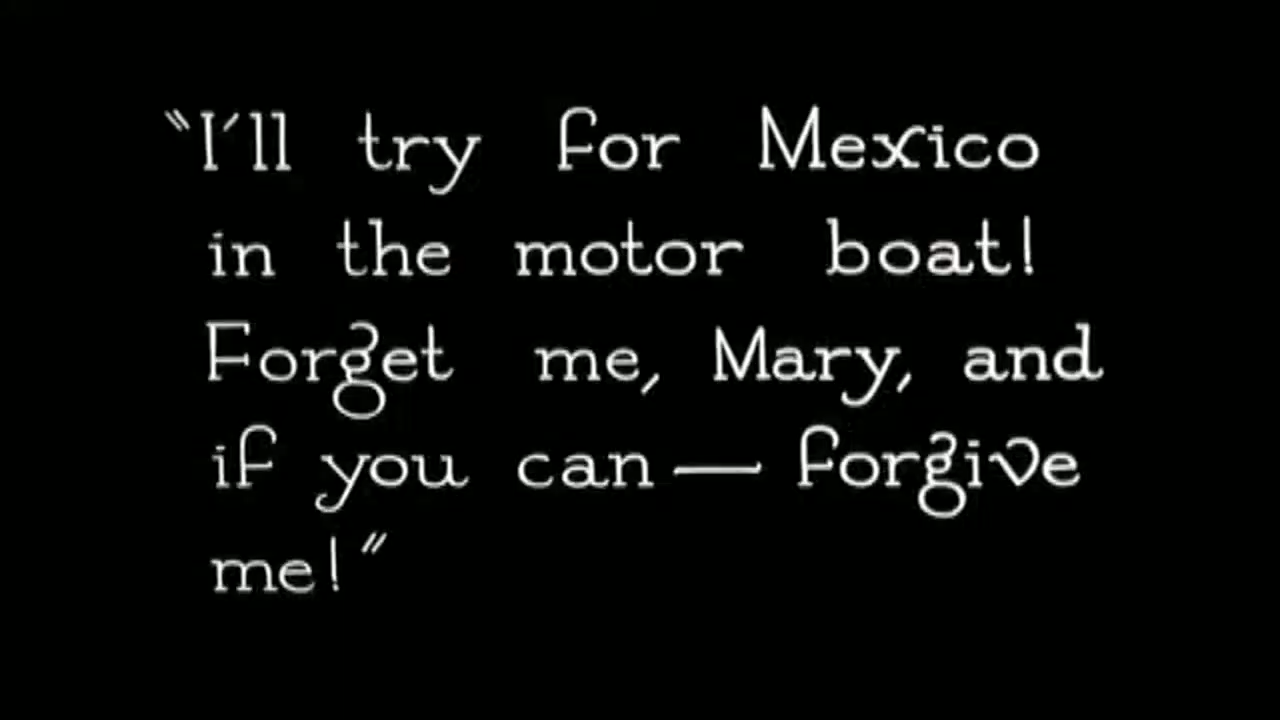 "I'll try for Mexico
in the motor boat!
Forget me, Mary, and
if you can — forgive
me!"